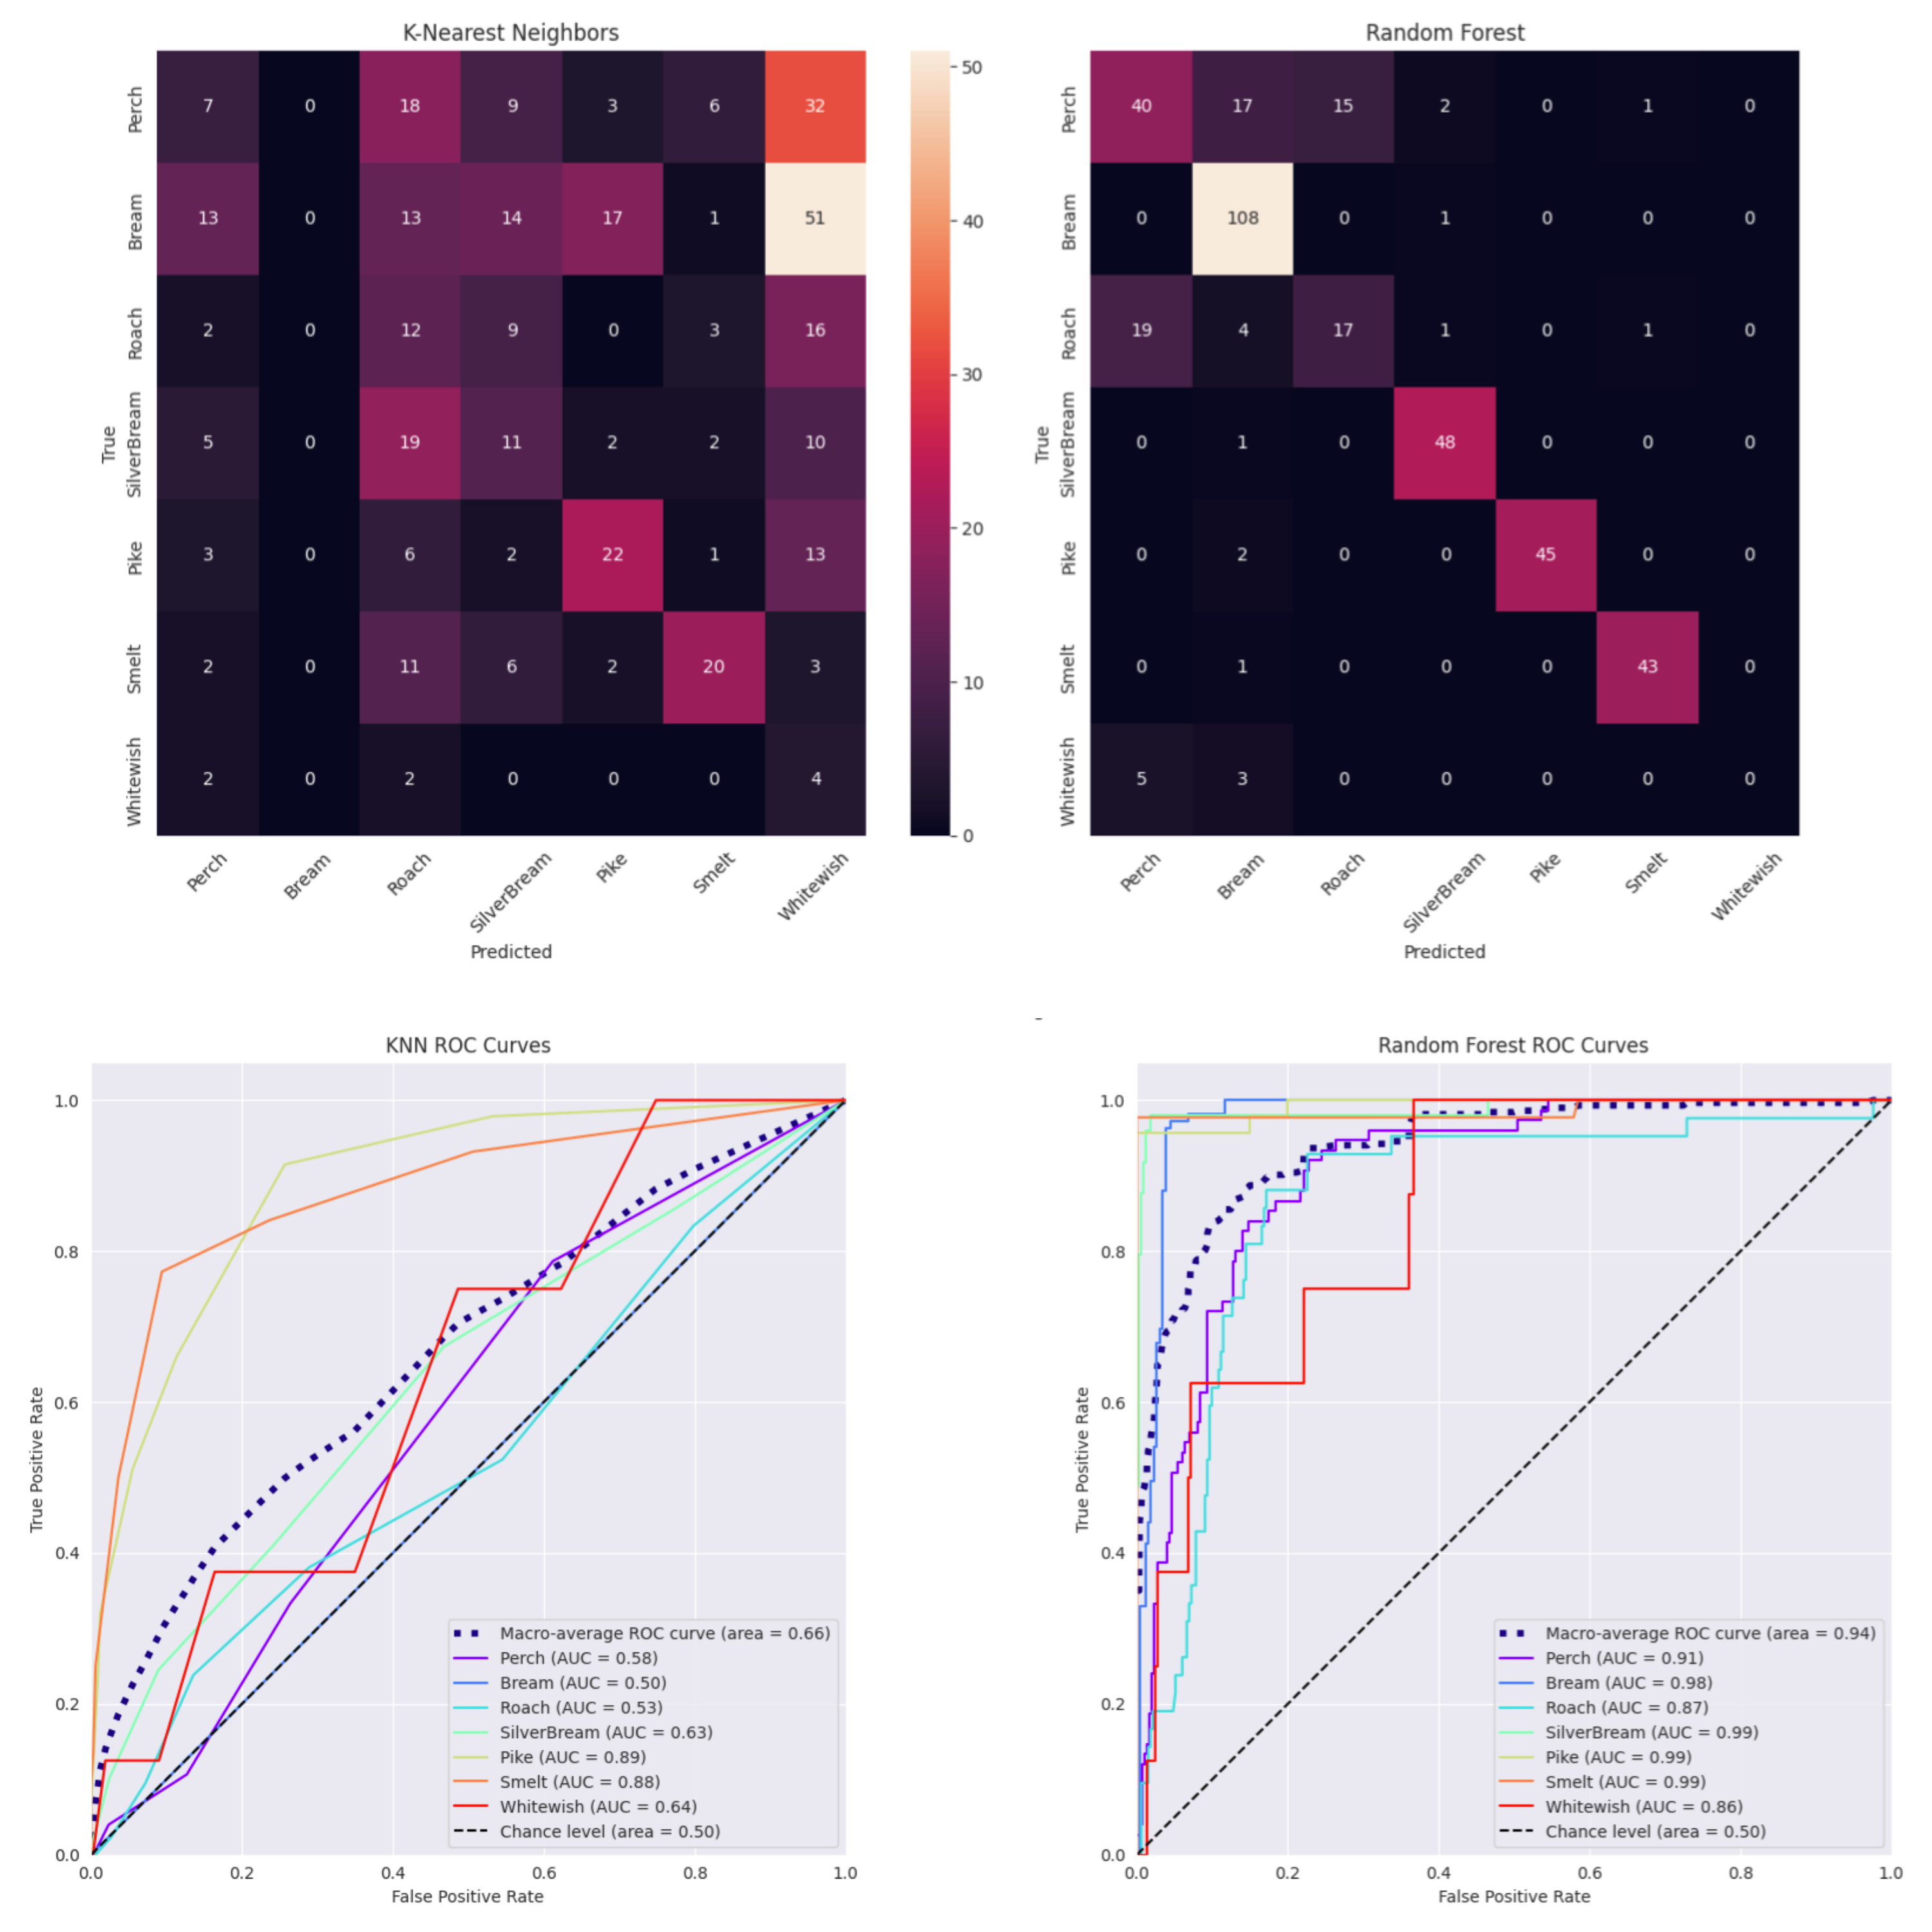 K-Nearest Neighbors
Perch 7 0 18 9 3 6 32
Bream 13 0 13 14 17 1 51
Roach 2 0 12 9 0 3 16
SilverBream 5 0 19 11 2 2 10
Pike 3 0 6 2 22 1 13
Smelt 2 0 11 6 2 20 3
Whitewish 2 0 2 0 0 0 4
True
Perch Bream Roach SilverBream Pike Smelt Whitewish
Predicted
50
40
30
20
10
0
Random Forest
Perch 40 17 15 2 0 1 0
Bream 0 108 0 1 0 0 0
Roach 19 4 17 1 0 1 0
SilverBream 0 1 0 48 0 0 0
Pike 0 2 0 0 45 0 0
Smelt 0 1 0 0 0 43 0
Whitewish 5 3 0 0 0 0 0
True
Perch Bream Roach SilverBream Pike Smelt Whitewish
Predicted
KNN ROC Curves
1.0
0.8
0.6
0.4
0.2
0.0
True Positive Rate
Macro-average ROC curve (area = 0.66)
Perch (AUC = 0.58)
Bream (AUC = 0.50)
Roach (AUC = 0.53)
SilverBream (AUC = 0.63)
Pike (AUC = 0.89)
Smelt (AUC = 0.88)
Whitewish (AUC = 0.64)
Chance level (area = 0.50)
0.0 0.2 0.4 0.6 0.8 1.0
False Positive Rate
Random Forest ROC Curves
1.0
0.8
0.6
0.4
0.2
0.0
True Positive Rate
Macro-average ROC curve (area = 0.94)
Perch (AUC = 0.91)
Bream (AUC = 0.98)
Roach (AUC = 0.87)
SilverBream (AUC = 0.99)
Pike (AUC = 0.99)
Smelt (AUC = 0.99)
Whitewish (AUC = 0.86)
Chance level (area = 0.50)
0.0 0.2 0.4 0.6 0.8 1.0
False Positive Rate